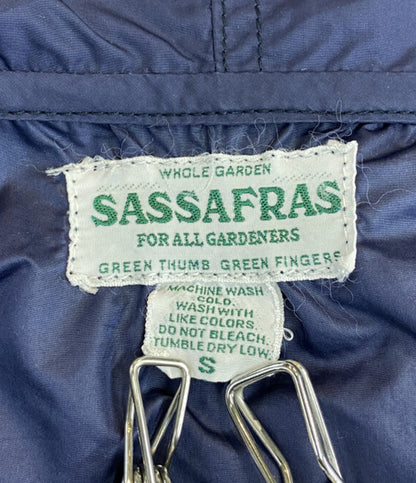 WHOLE GARDEN
SASSAFRAS
FOR ALL GARDENERS
GREEN THUMB GREEN FINGERS
MACHINE WASH
COLD.
WASH WITH
LIKE COLORS.
DO NOT BLEACH.
TUMBLE DRY LOW.
S